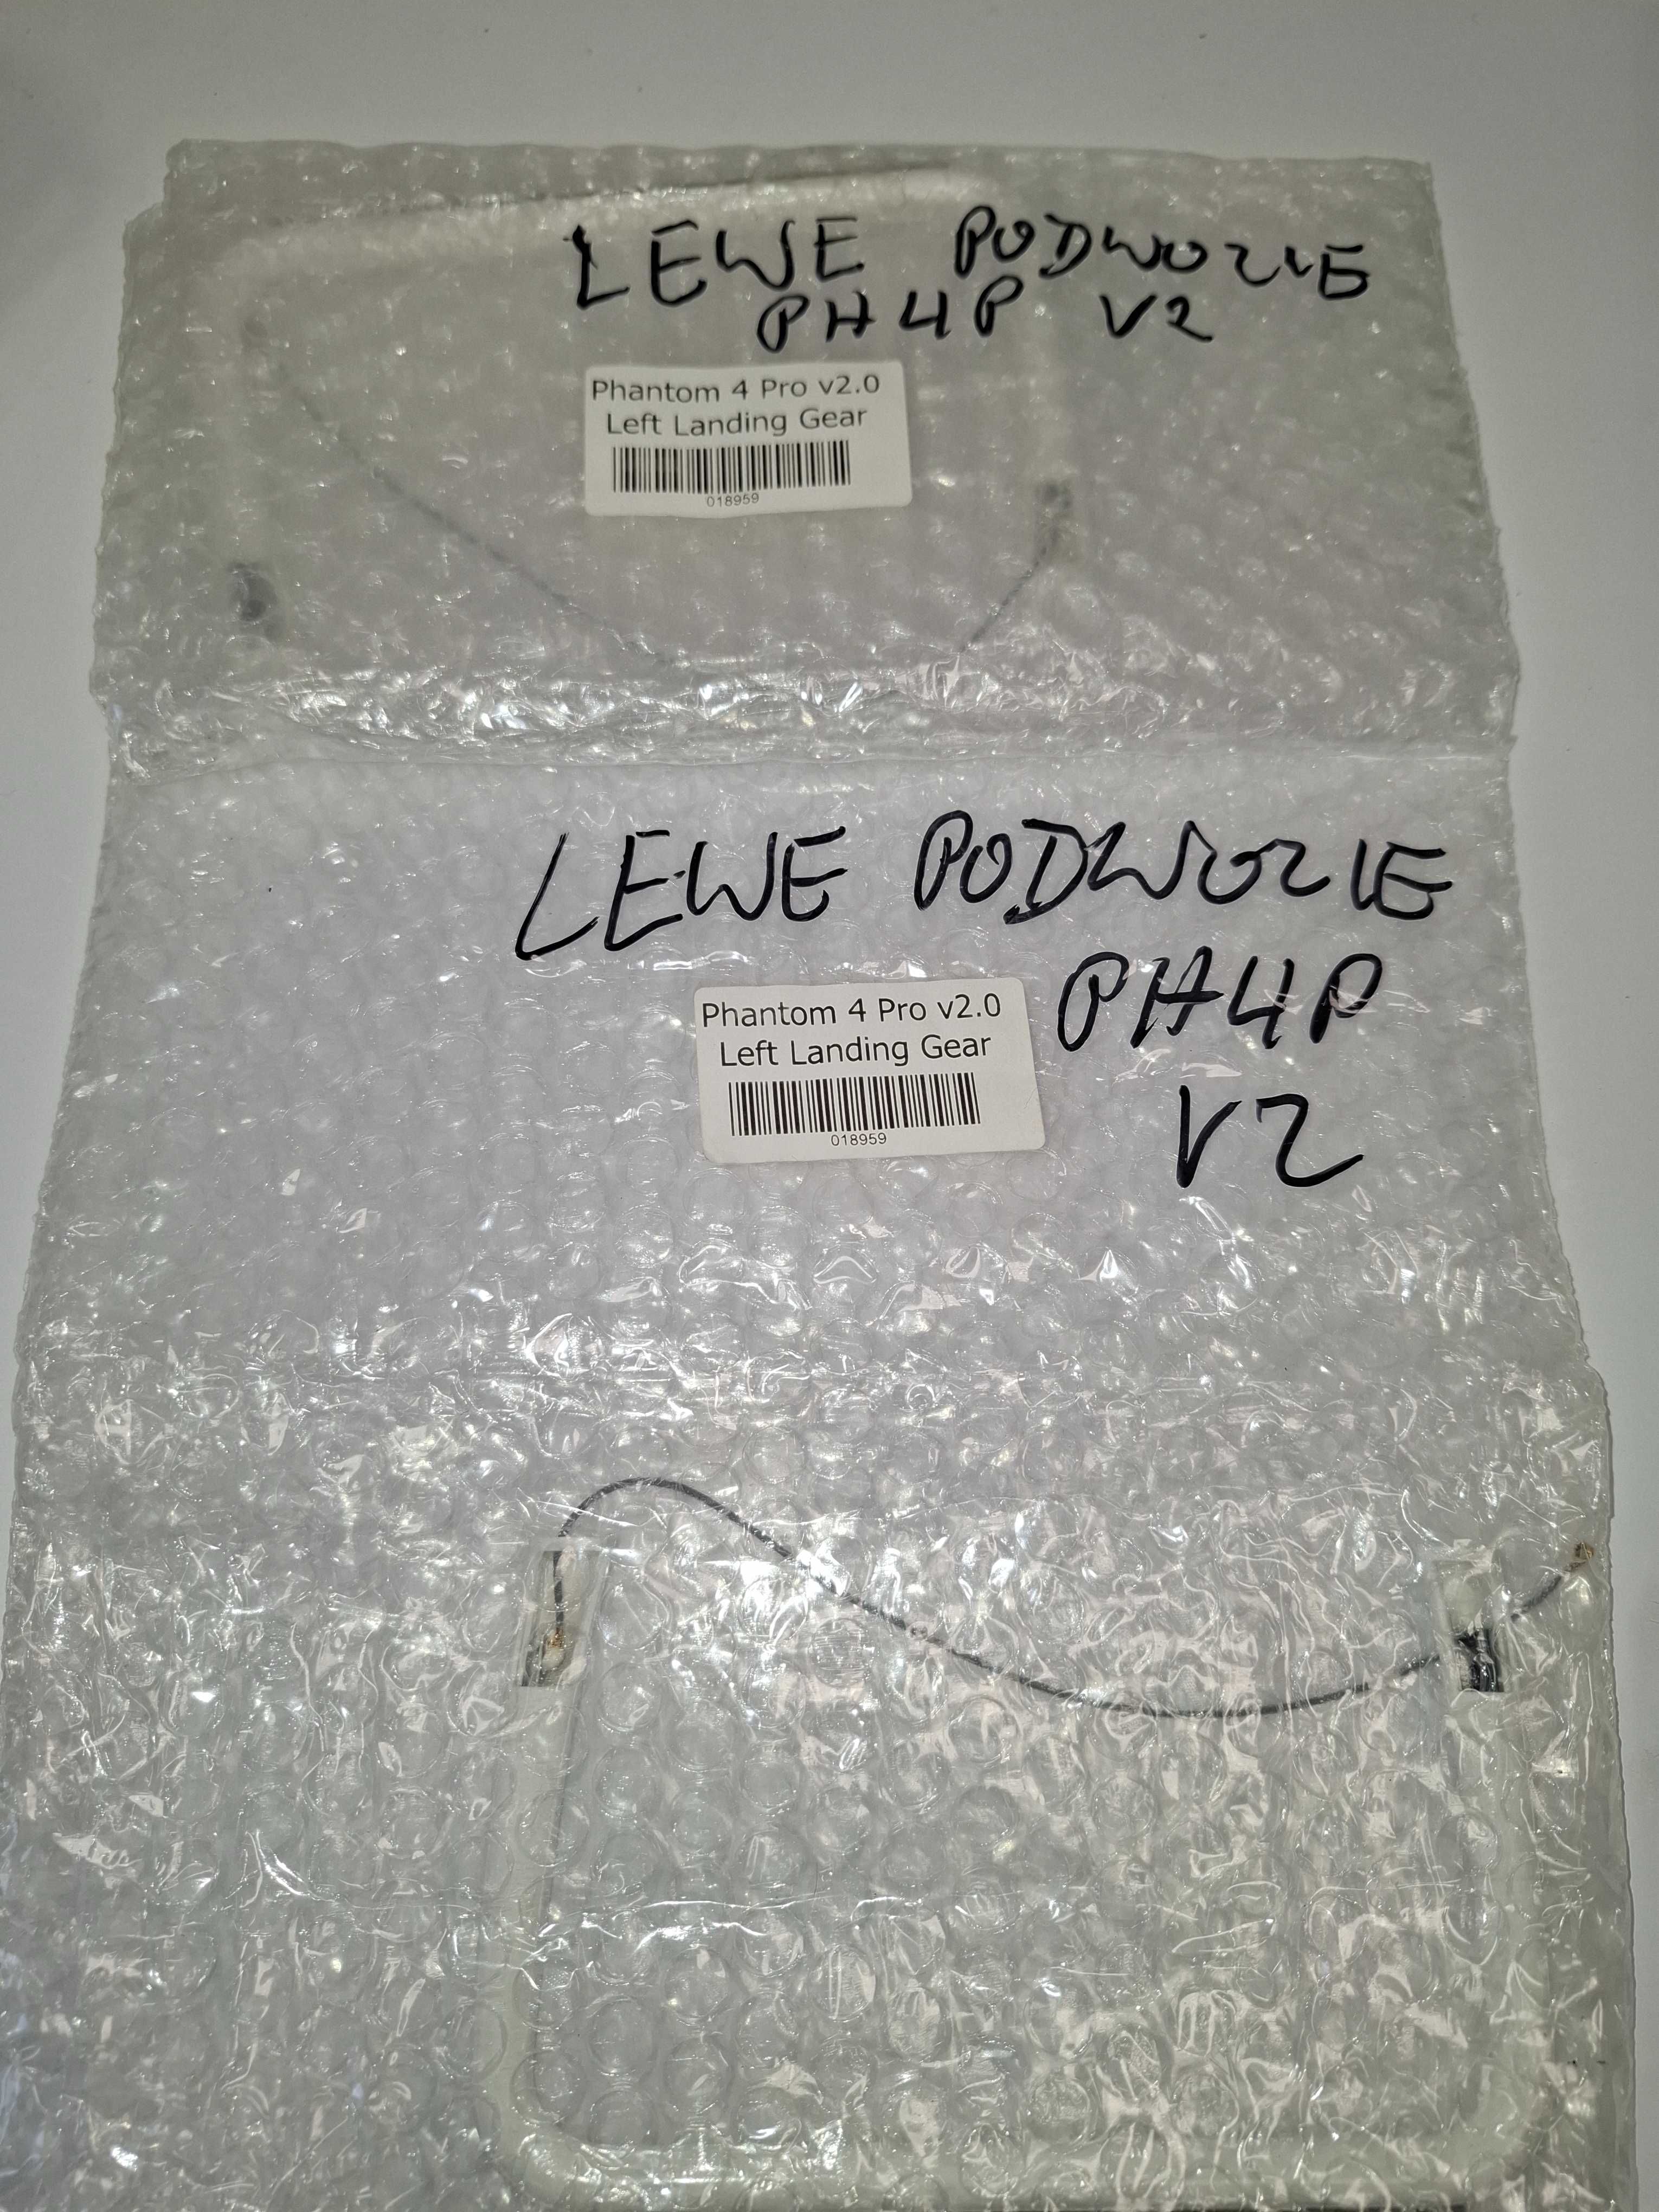 LEWE PODWOZIE
PH4P V2
Phantom 4 Pro v2.0
Left Landing Gear
018959
LEWE PODWOZIE
PH4P
V2
Phantom 4 Pro v2.0
Left Landing Gear
018959